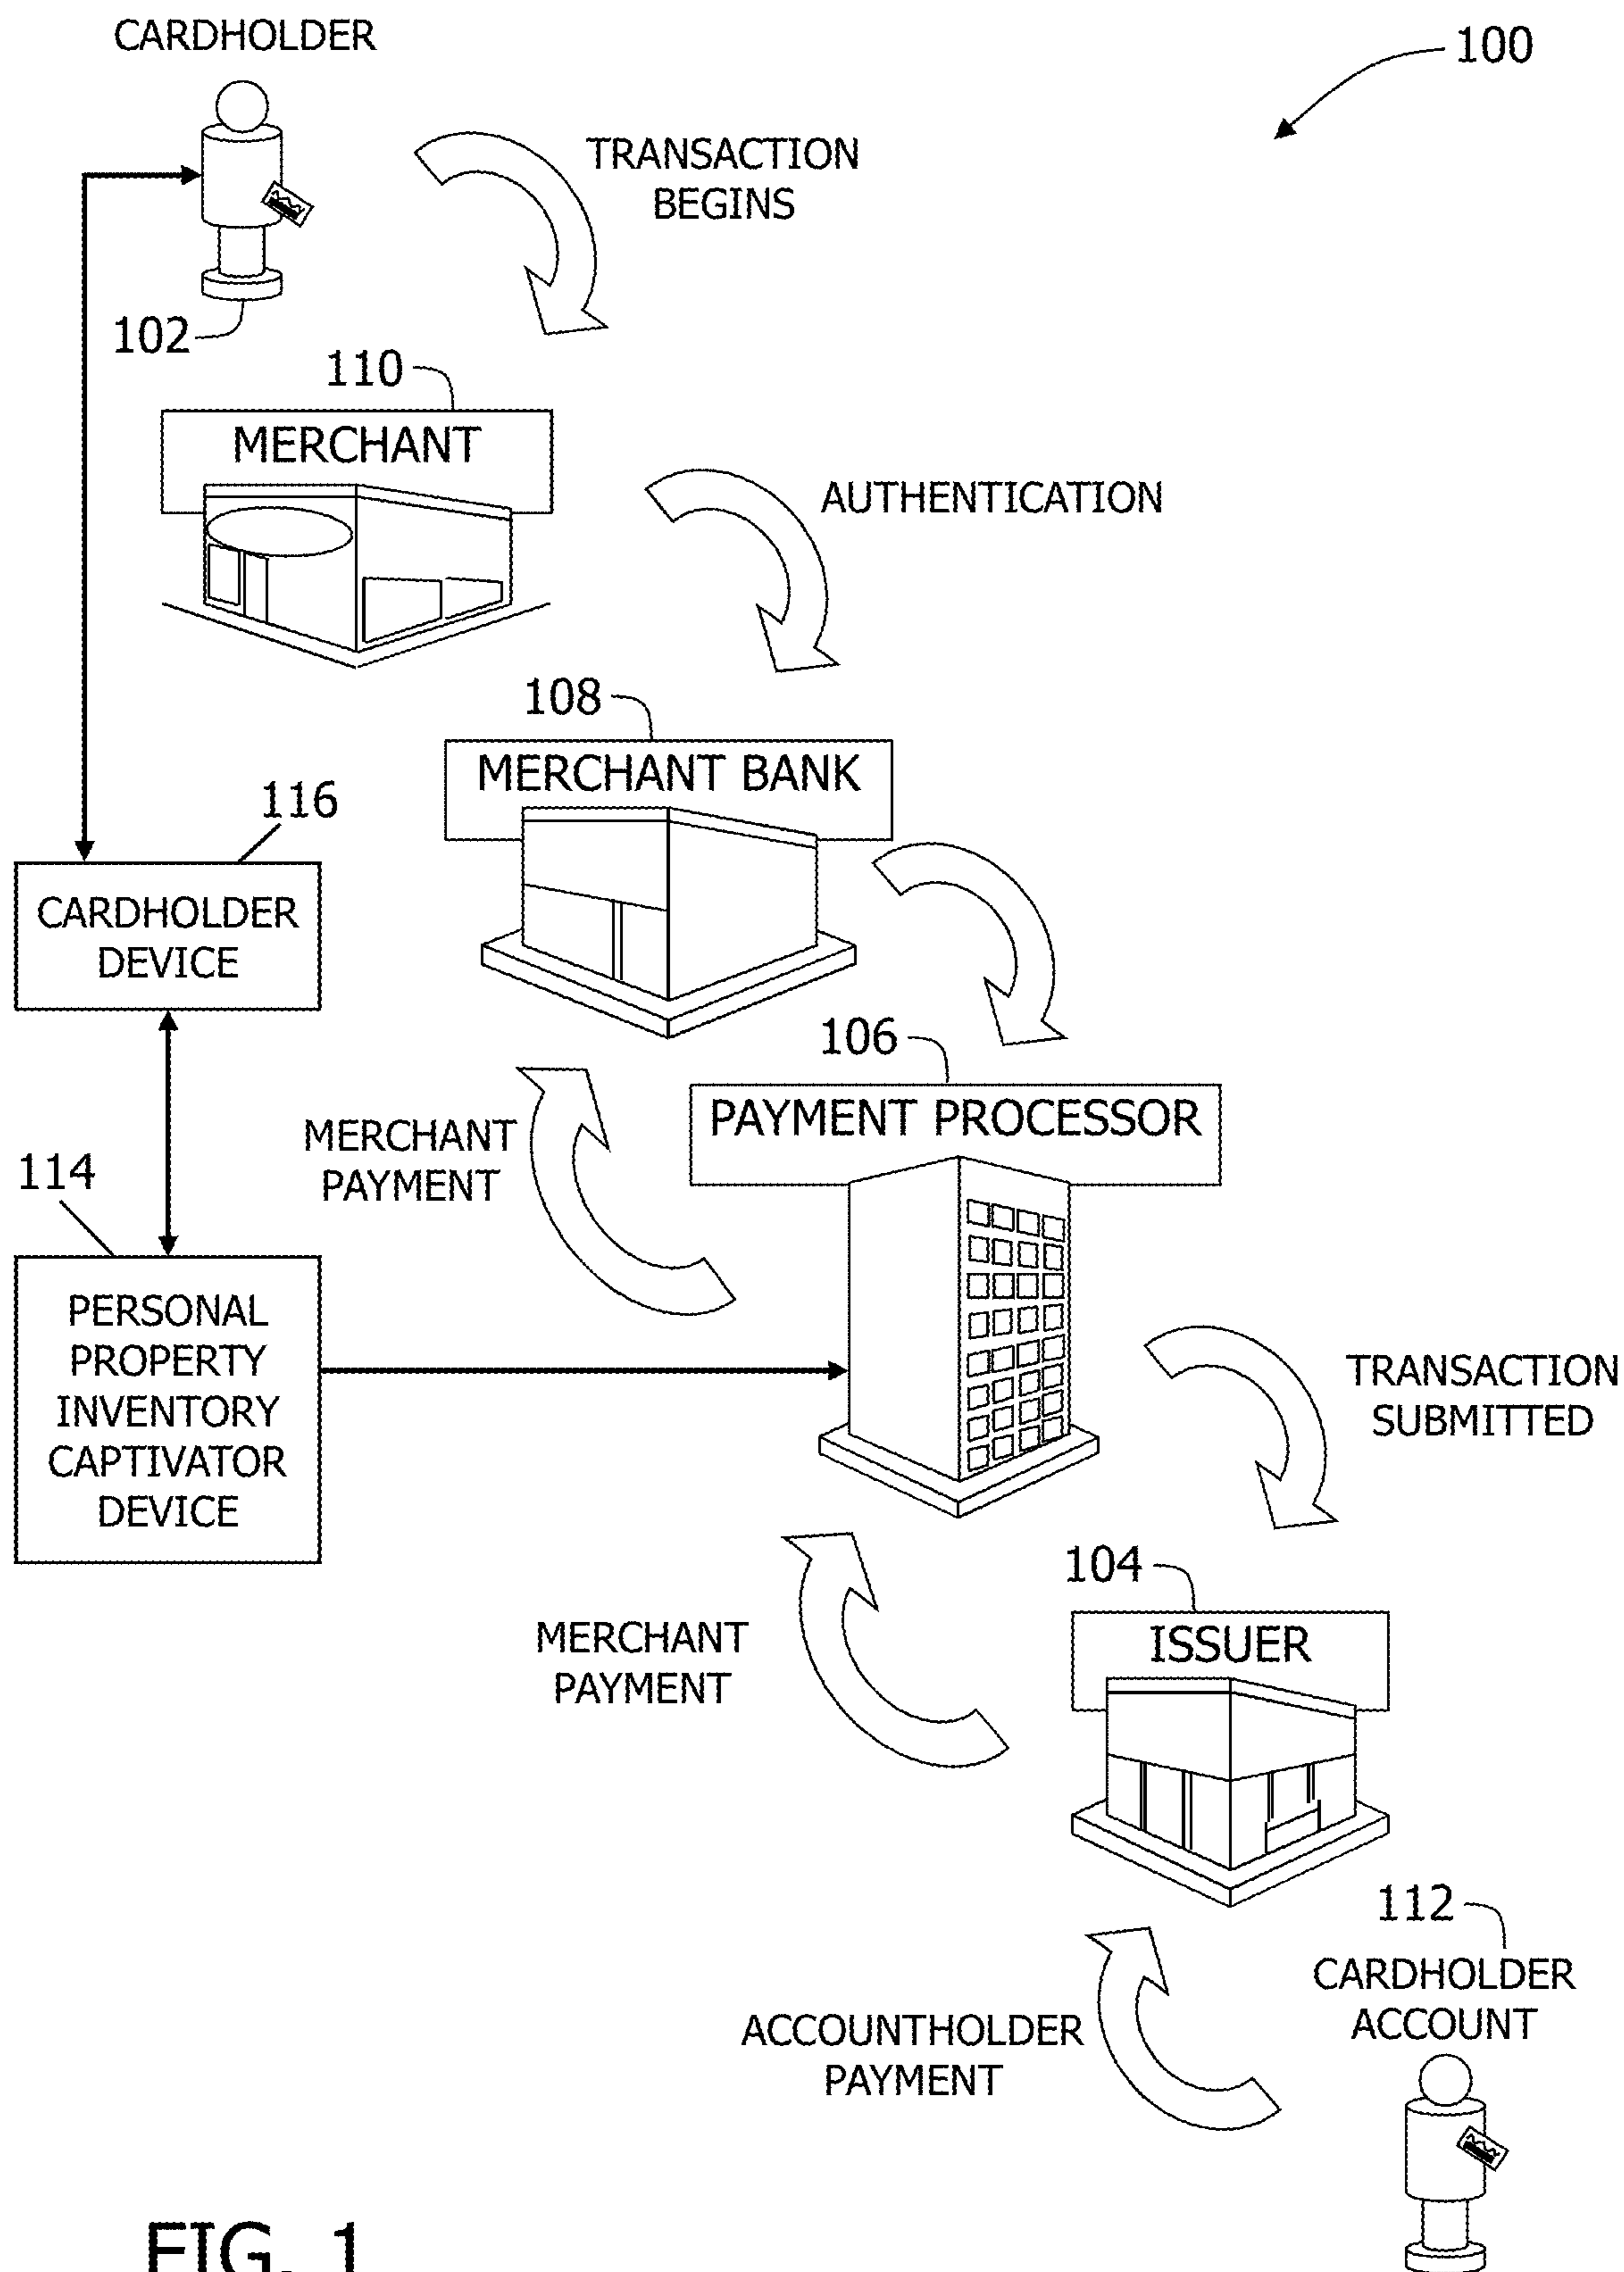 CARDHOLDER
100
TRANSACTION
BEGINS
102
110
MERCHANT
AUTHENTICATION
108
MERCHANT BANK
116
CARDHOLDER
DEVICE
106
PAYMENT PROCESSOR
MERCHANT
PAYMENT
114
PERSONAL
PROPERTY
INVENTORY
CAPTIVATOR
DEVICE
TRANSACTION
SUBMITTED
104
ISSUER
MERCHANT
PAYMENT
112
CARDHOLDER
ACCOUNT
ACCOUNTHOLDER
PAYMENT
FIG. 1